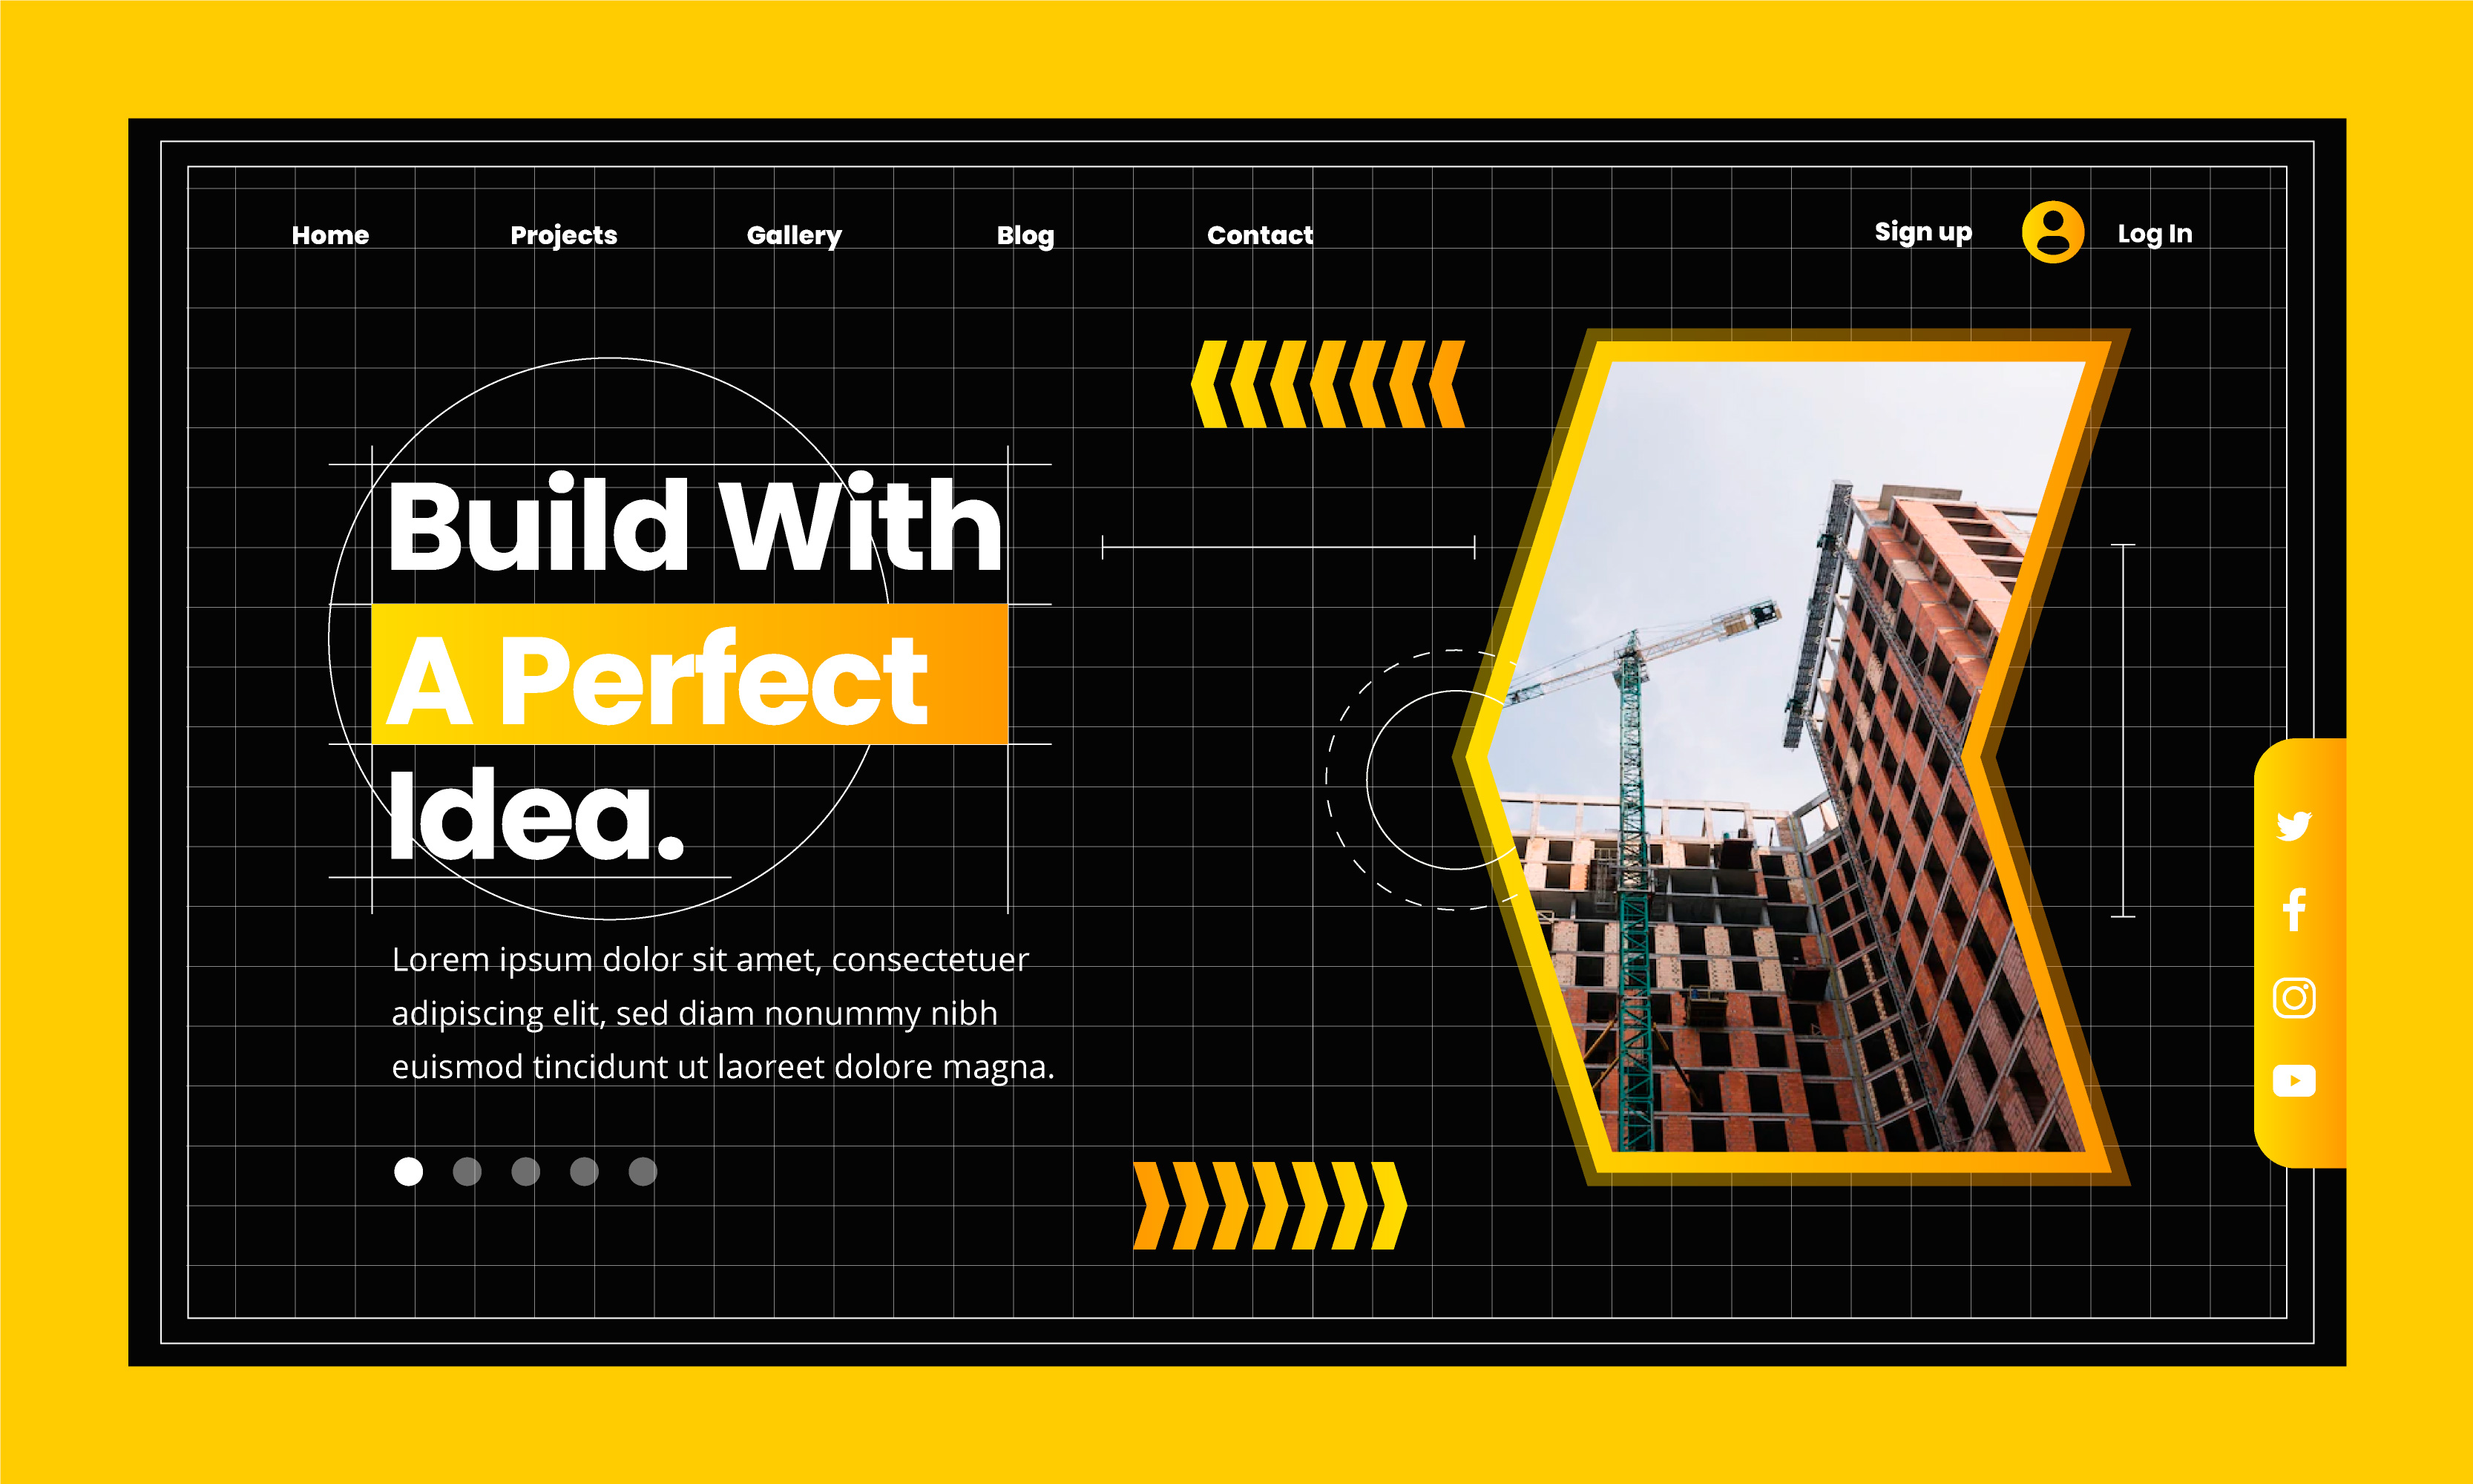 Home Projects Gallery Blog Contact Sign up Log In
Build With
A Perfect
Idea.
Lorem ipsum dolor sit amet, consectetuer
adipiscing elit, sed diam nonummy nibh
euismod tincidunt ut laoreet dolore magna.